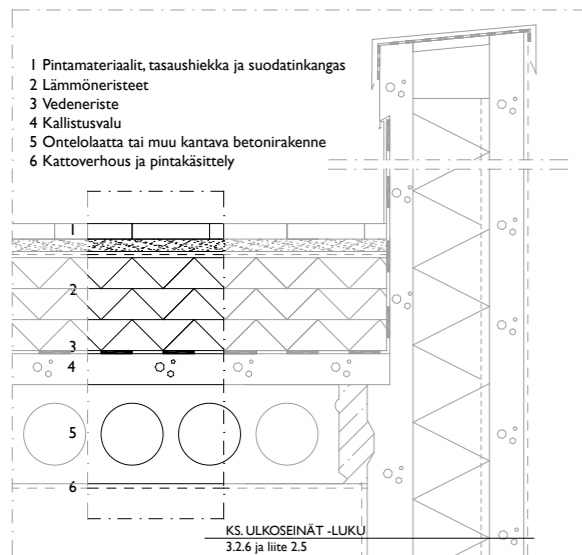 1 Pintamateriaalit, tasaushiekka ja suodatinkangas
2 Lämmöneristeet
3 Vedeneriste
4 Kallistusvalu
5 Ontelolaatta tai muu kantava betonirakenne
6 Kattoverhous ja pintakäsittely
1
2
3
4
5
6
KS. ULKOSEINÄT -LUKU
3.2.6 ja liite 2.5